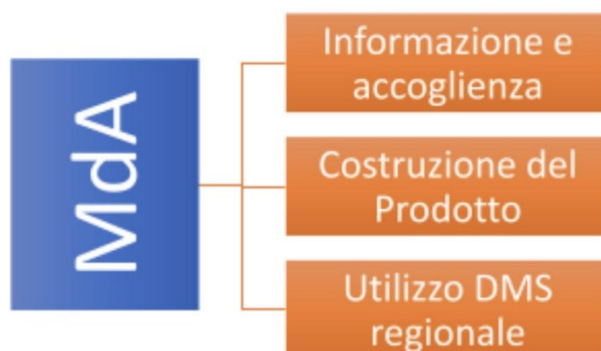 MdA
Informazione e
accoglienza
Costruzione del
Prodotto
Utilizzo DMS
regionale